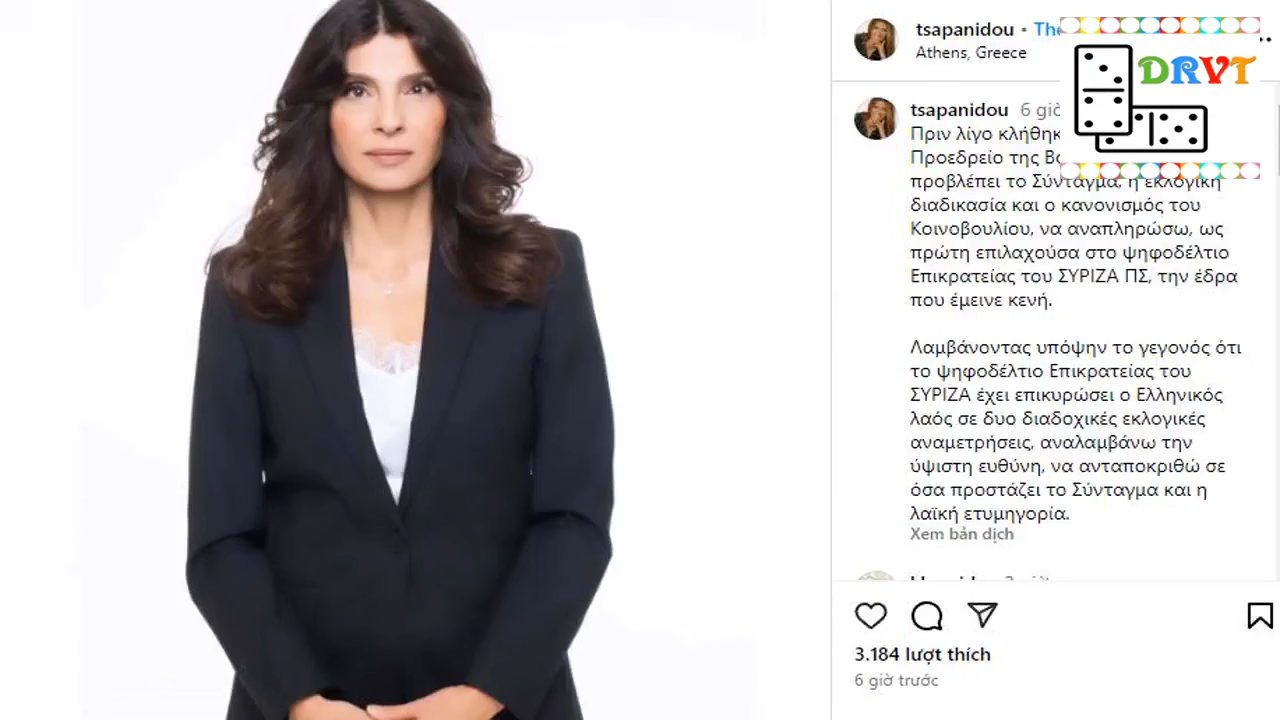 tsapanidou •
Athens, Greece
DRVT
tsapanidou 6 giờ
Πριν λίγο
Προεδρείο της
προβλέπει το Σύνταγμα, η εκλογική
διαδικασία και ο κανονισμός του
Κοινοβουλίου, να αναπληρώσω, ως
πρώτη επιλαχούσα στο ψηφοδέλτιο
Επικρατείας του ΣΥΡΙΖΑ ΠΣ, την έδρα
που έμεινε κενή.
Λαμβάνοντας υπόψην το γεγονός ότι
το ψηφοδέλτιο Επικρατείας του
ΣΥΡΙΖΑ έχει επικυρώσει ο Ελληνικός
λαός σε δυο διαδοχικές εκλογικές
αναμετρήσεις, αναλαμβάνω την
ύψιστη ευθύνη, να ανταποκριθώ σε
όσα προστάζει το Σύνταγμα και η
λαϊκή ετυμηγορία.
Xem bản dịch
3.184 lượt thích
6 giờ trước